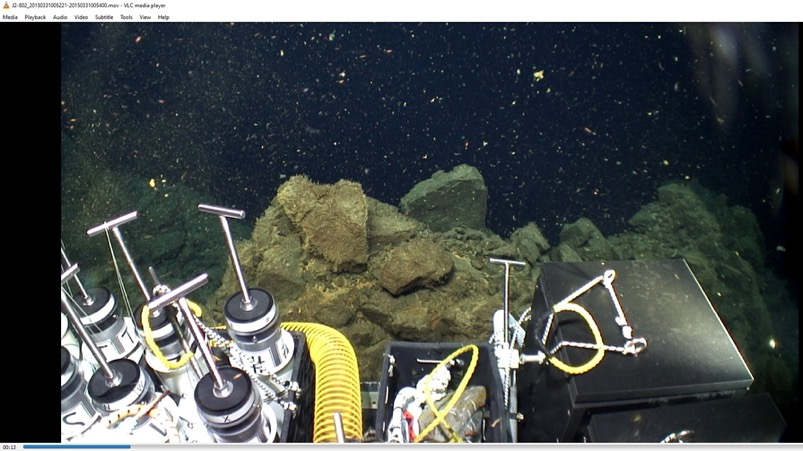 J2-802_20150331005221-20150331005400.mov - VLC media player
Media Playback Audio Video Subtitle Tools View Help
T
S
X
00:13